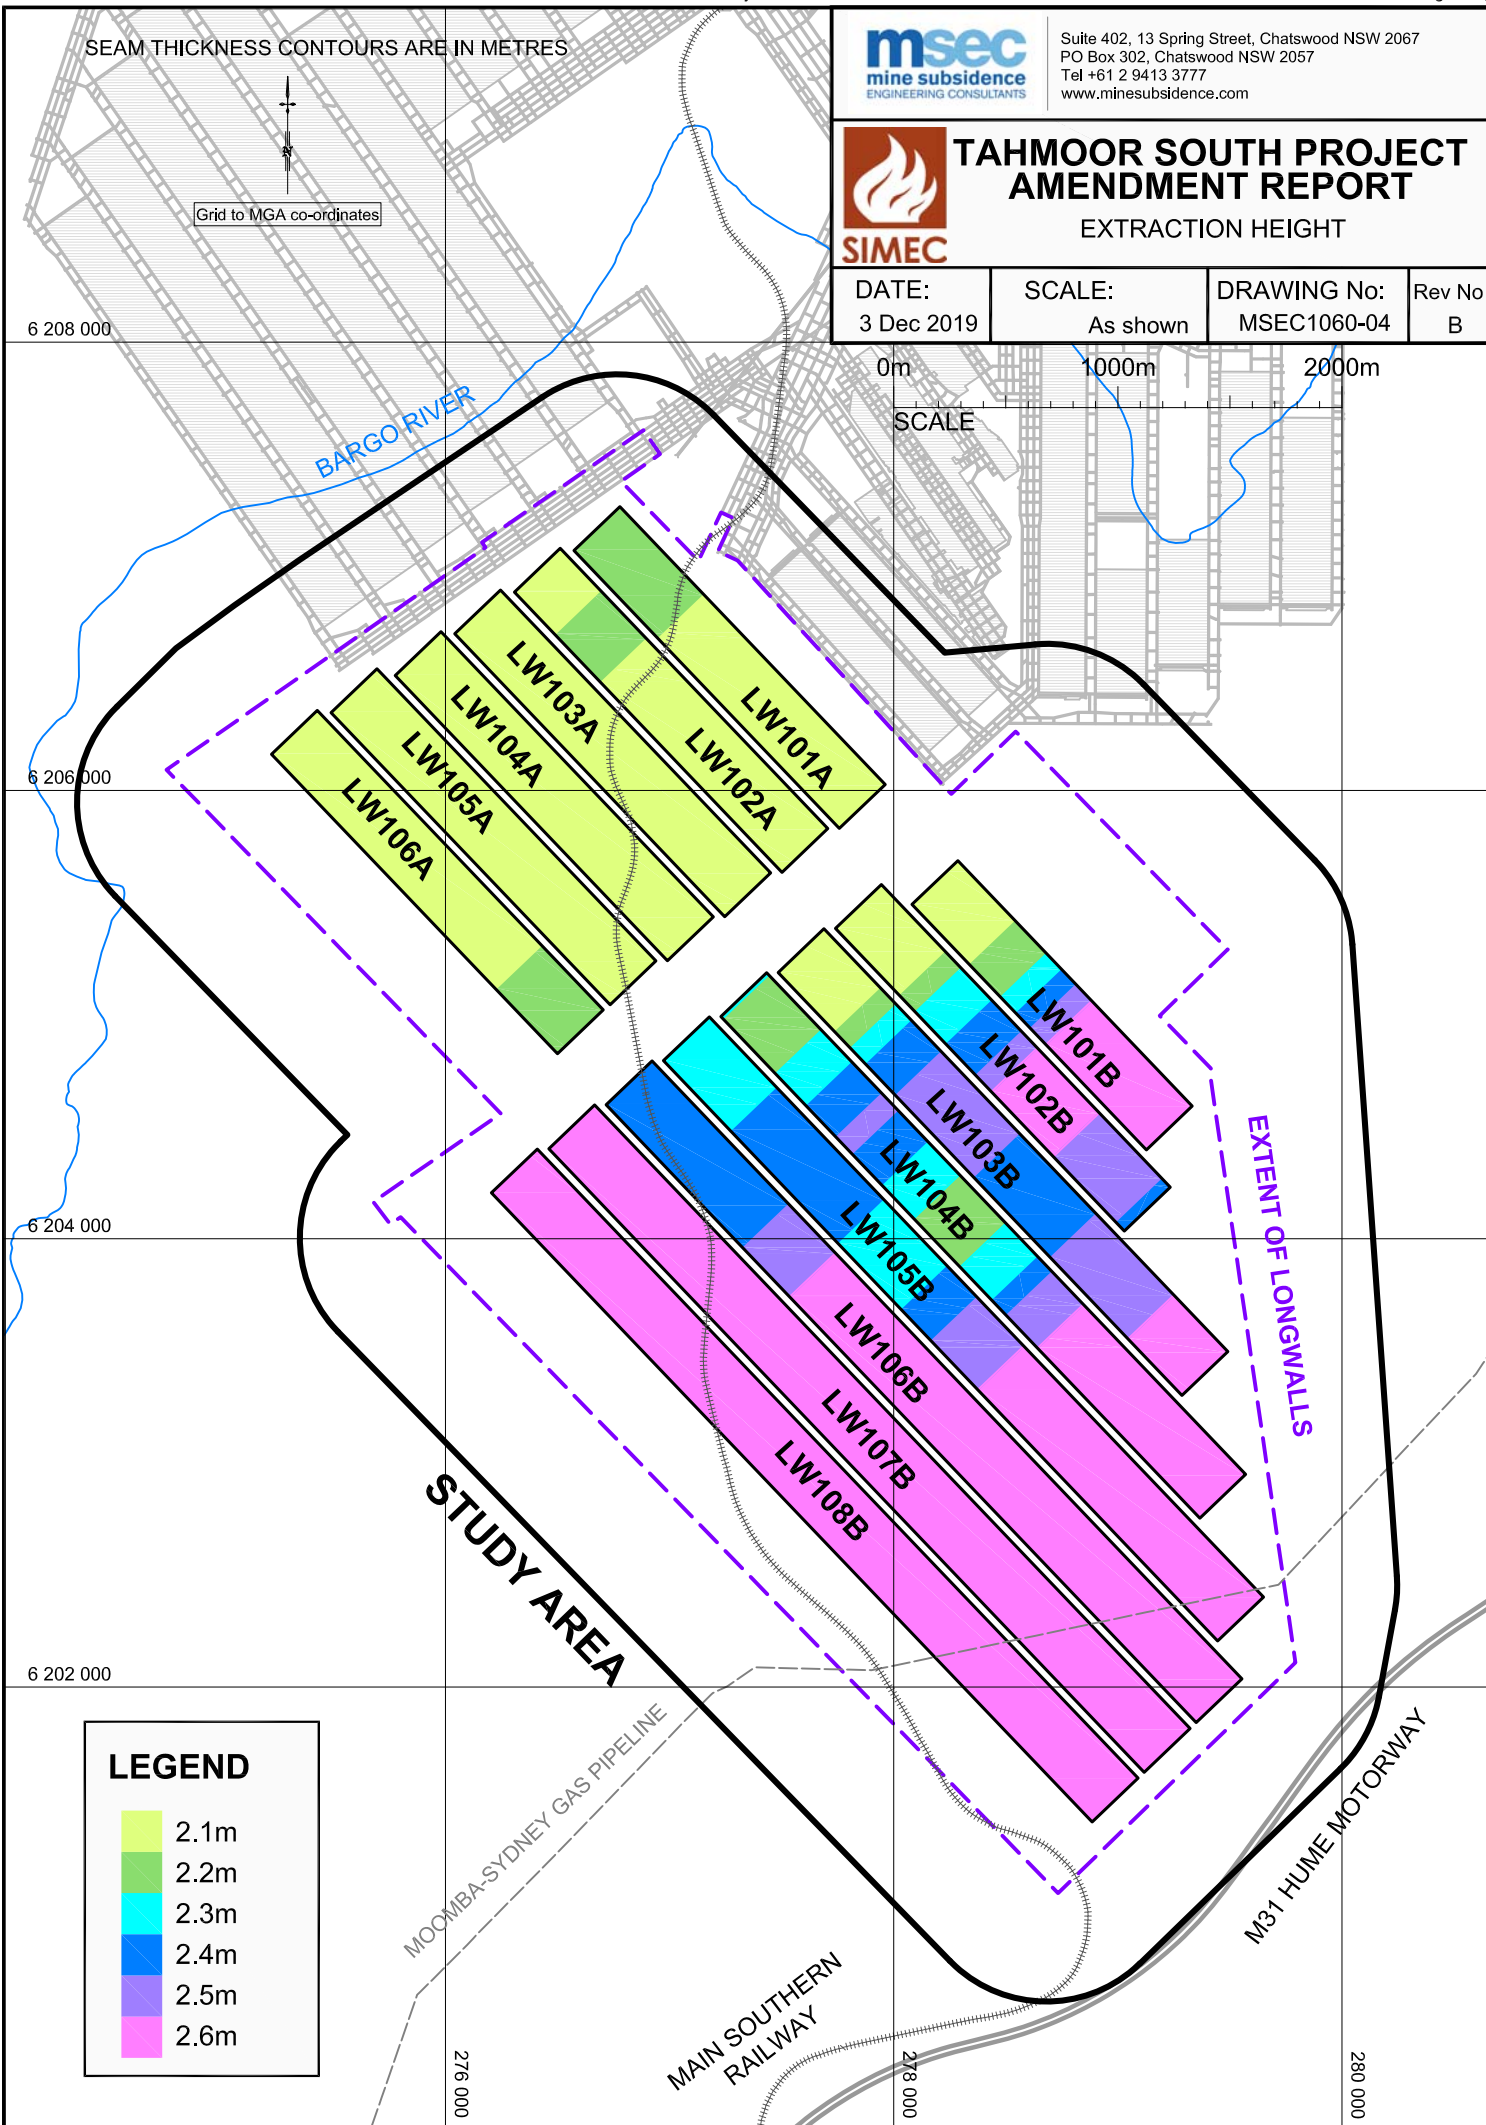 SEAM THICKNESS CONTOURS ARE IN METRES
N
Grid to MGA co-ordinates
msec
mine subsidence
ENGINEERING CONSULTANTS
Suite 402, 13 Spring Street, Chatswood NSW 2067
PO Box 302, Chatswood NSW 2057
Tel +61 2 9413 3777
www.minesubsidence.com
SIMEC
TAHMOOR SOUTH PROJECT
AMENDMENT REPORT
EXTRACTION HEIGHT
DATE:
3 Dec 2019
SCALE:
As shown
DRAWING No:
MSEC1060-04
Rev No
B
0m 1000m 2000m
SCALE
6 208 000
BARGO RIVER
6 206 000
LW101A
LW102A
LW103A
LW104A
LW105A
LW106A
LW101B
LW102B
LW103B
LW104B
LW105B
LW106B
LW107B
LW108B
6 204 000
EXTENT OF LONGWALLS
STUDY AREA
6 202 000
MOOMBA-SYDNEY GAS PIPELINE
M31 HUME MOTORWAY
MAIN SOUTHERN
RAILWAY
LEGEND
2.1m
2.2m
2.3m
2.4m
2.5m
2.6m
276 000
278 000
280 000